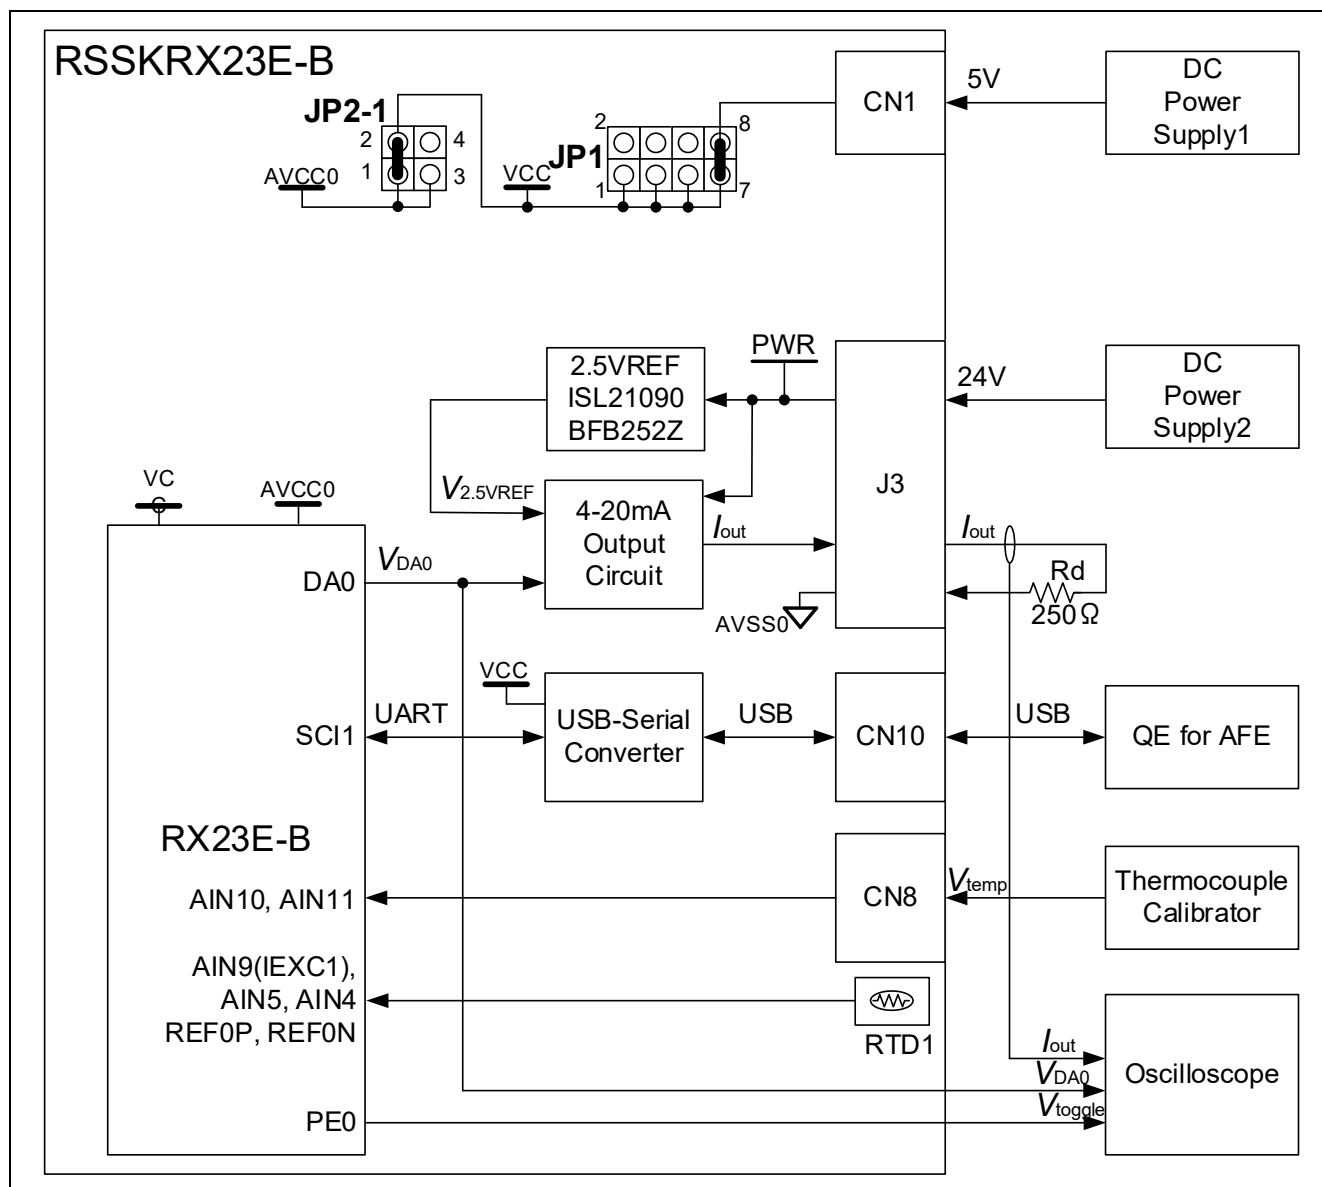 RSSKRX23E-B
JP2-1
2
4
1
3
AVCC0
JP1
2
8
1
7
VCC
CN1
5V
DC
Power
Supply1
2.5VREF
ISL21090
BFB252Z
PWR
J3
24V
DC
Power
Supply2
V2.5VREF
4-20mA
Output
Circuit
Iout
Iout
Rd
250Ω
AVSS0
VC
AVCC0
DA0
VDA0
VCC
SCI1
UART
USB-Serial
Converter
USB
CN10
USB
QE for AFE
RX23E-B
AIN10, AIN11
CN8
Vtemp
Thermocouple
Calibrator
AIN9(IEXC1),
AIN5, AIN4
REF0P, REF0N
RTD1
Iout
VDA0
Vtoggle
Oscilloscope
PE0